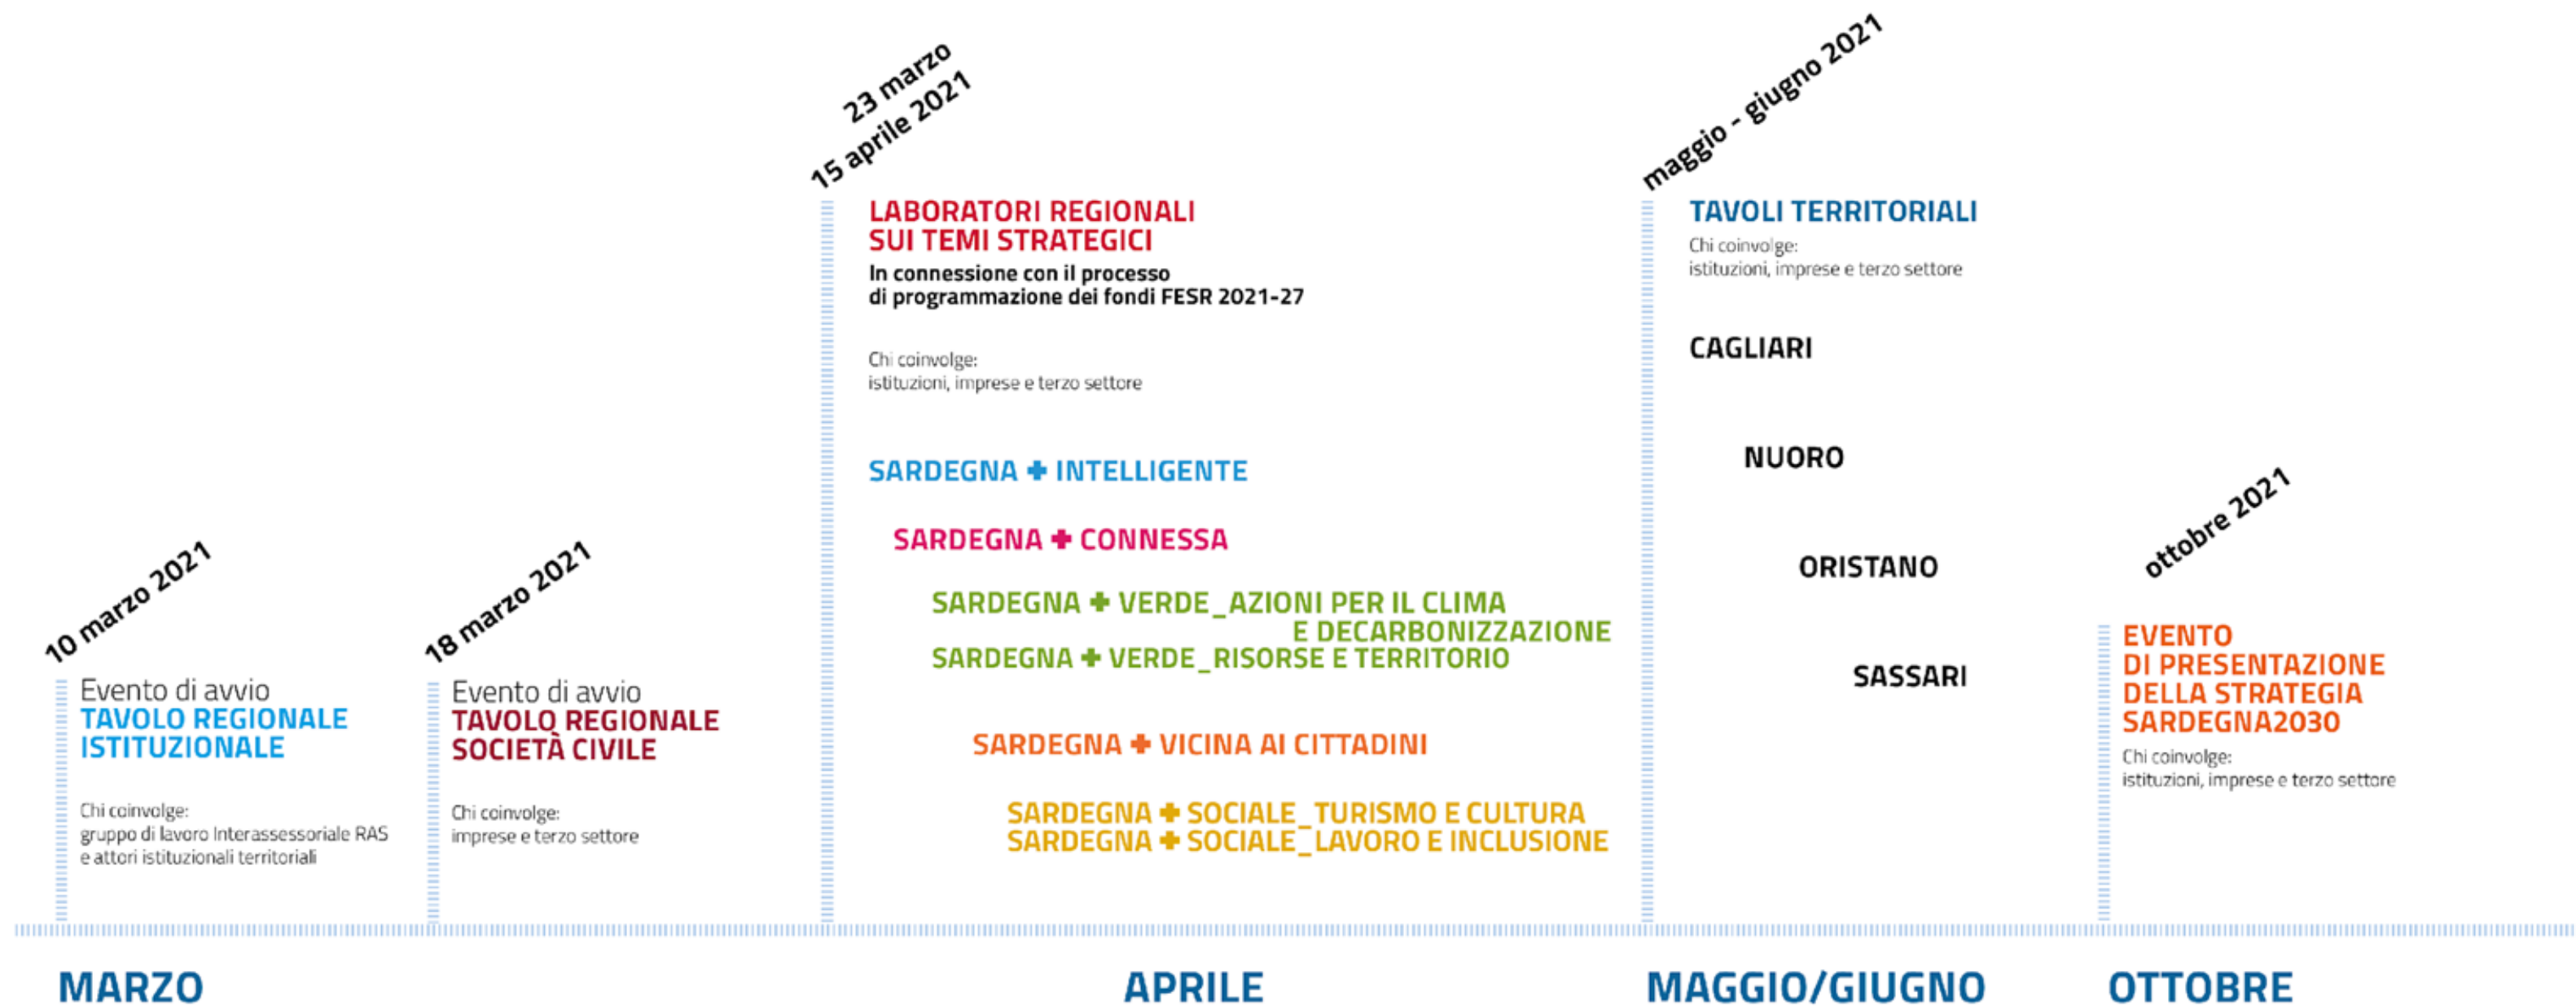 10 marzo 2021
Evento di avvio
TAVOLO REGIONALE
ISTITUZIONALE
Chi coinvolge:
gruppo di lavoro Interassessoriale RAS
e attori istituzionali territoriali
18 marzo 2021
Evento di avvio
TAVOLO REGIONALE
SOCIETÀ CIVILE
Chi coinvolge:
imprese e terzo settore
23 marzo
15 aprile 2021
LABORATORI REGIONALI
SUI TEMI STRATEGICI
In connessione con il processo
di programmazione dei fondi FESR 2021-27
Chi coinvolge:
istituzioni, imprese e terzo settore
SARDEGNA + INTELLIGENTE
SARDEGNA + CONNESSA
SARDEGNA + VERDE_AZIONI PER IL CLIMA
E DECARBONIZZAZIONE
SARDEGNA + VERDE_RISORSE E TERRITORIO
SARDEGNA + VICINA AI CITTADINI
SARDEGNA + SOCIALE_TURISMO E CULTURA
SARDEGNA + SOCIALE_LAVORO E INCLUSIONE
maggio - giugno 2021
TAVOLI TERRITORIALI
Chi coinvolge:
istituzioni, imprese e terzo settore
CAGLIARI
NUORO
ORISTANO
SASSARI
ottobre 2021
EVENTO
DI PRESENTAZIONE
DELLA STRATEGIA
SARDEGNA2030
Chi coinvolge:
istituzioni, imprese e terzo settore
MARZO
APRILE
MAGGIO/GIUGNO
OTTOBRE